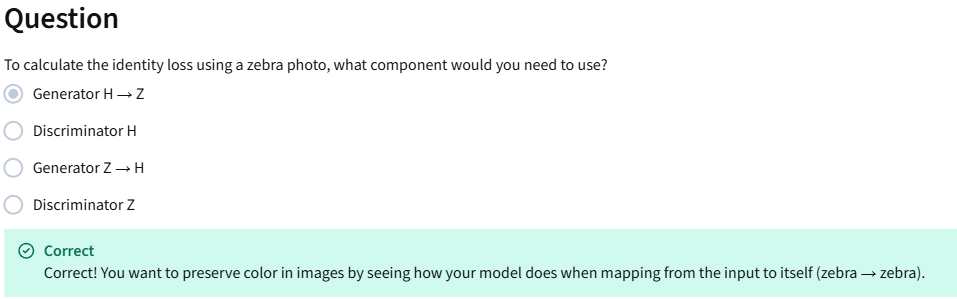 Question
To calculate the identity loss using a zebra photo, what component would you need to use?
Generator H → Z
Discriminator H
Generator Z → H
Discriminator Z
Correct
Correct! You want to preserve color in images by seeing how your model does when mapping from the input to itself (zebra → zebra).